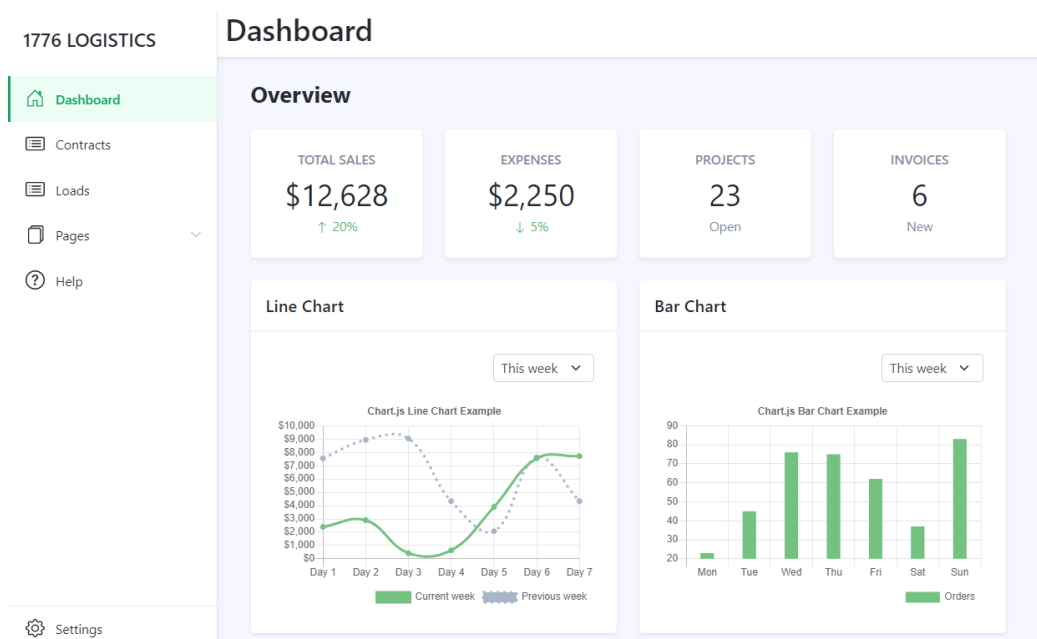 1776 LOGISTICS
Dashboard
Contracts
Loads
Pages
Help
Settings
Dashboard
Overview
TOTAL SALES
$12,628
↑ 20%
EXPENSES
$2,250
↓ 5%
PROJECTS
23
Open
INVOICES
6
New
Line Chart
This week
Chart.js Line Chart Example
$10,000
$9,000
$8,000
$7,000
$6,000
$5,000
$4,000
$3,000
$2,000
$1,000
$0
Day 1 Day 2 Day 3 Day 4 Day 5 Day 6 Day 7
Current week Previous week
Bar Chart
This week
Chart.js Bar Chart Example
90
80
70
60
50
40
30
20
Mon Tue Wed Thu Fri Sat Sun
Orders